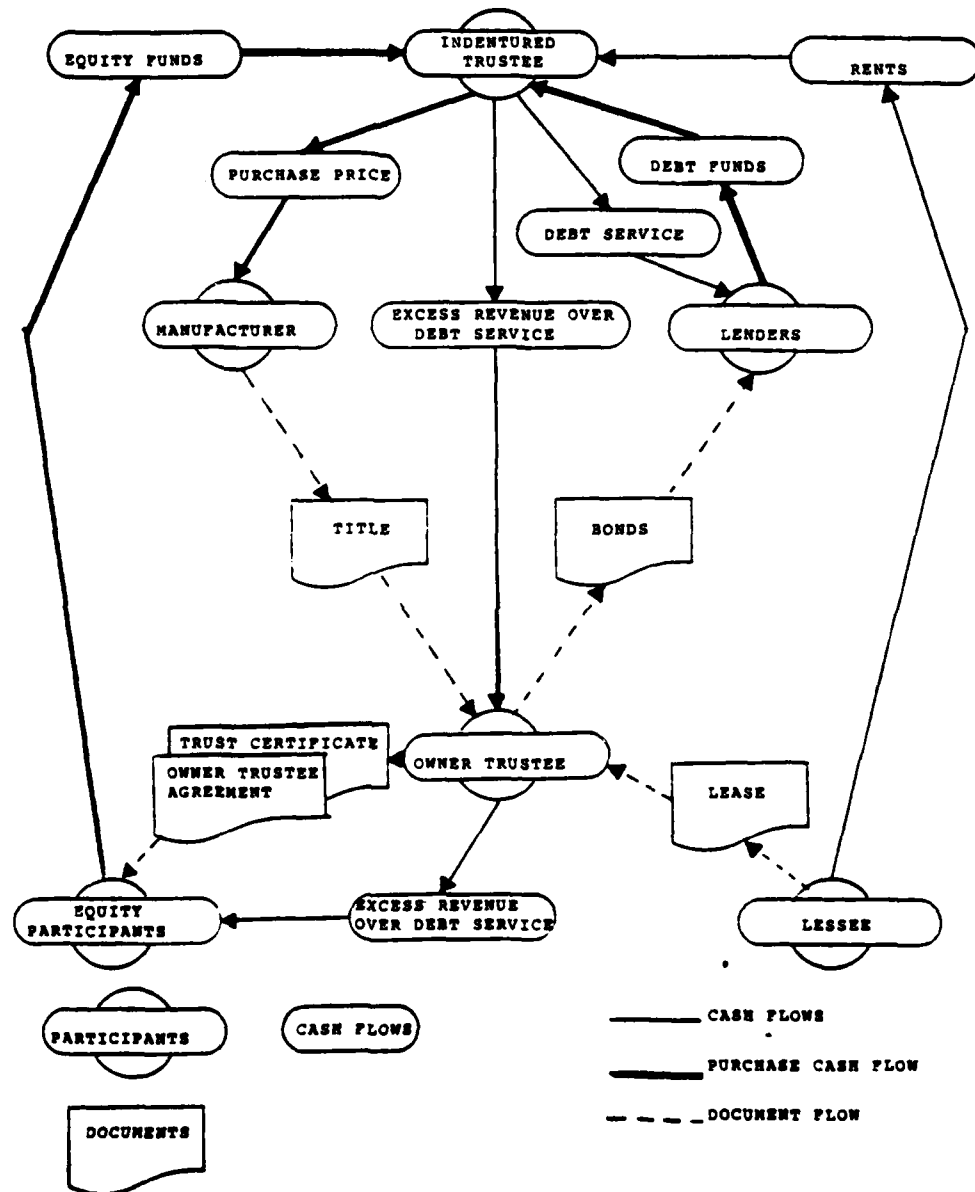 EQUITY FUNDS
INDENTURED
TRUSTEE
RENTS
PURCHASE PRICE
DEBT FUNDS
DEBT SERVICE
MANUFACTURER
EXCESS REVENUE OVER
DEBT SERVICE
LENDERS
TITLE
BONDS
TRUST CERTIFICATE
OWNER TRUSTEE
AGREEMENT
OWNER TRUSTEE
LEASE
EQUITY
PARTICIPANTS
EXCESS REVENUE
OVER DEBT SERVICE
LESSEE
PARTICIPANTS
CASH FLOWS
CASH FLOWS
PURCHASE CASH FLOW
DOCUMENT FLOW
DOCUMENTS